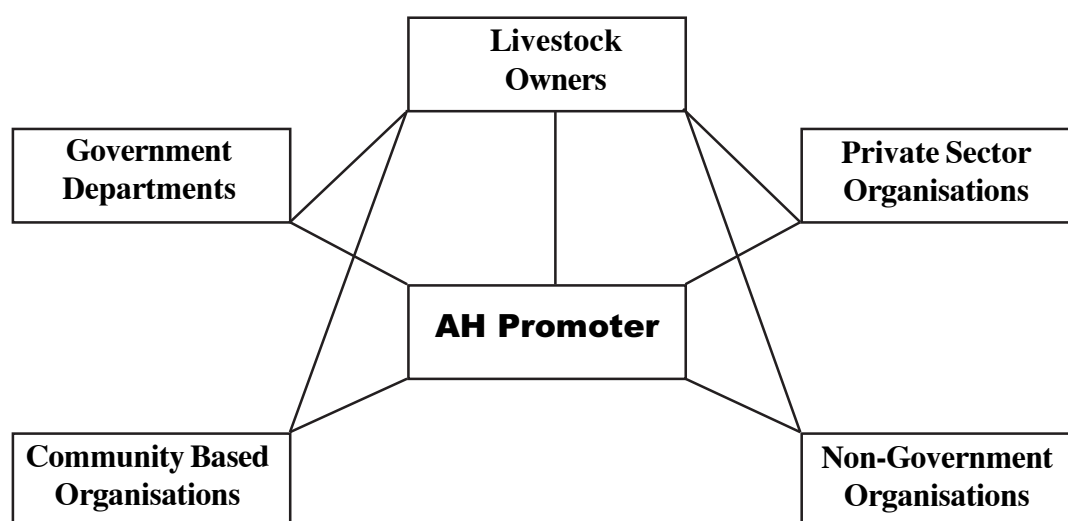 Livestock
Owners
Government
Departments
Private Sector
Organisations
AH Promoter
Community Based
Organisations
Non-Government
Organisations